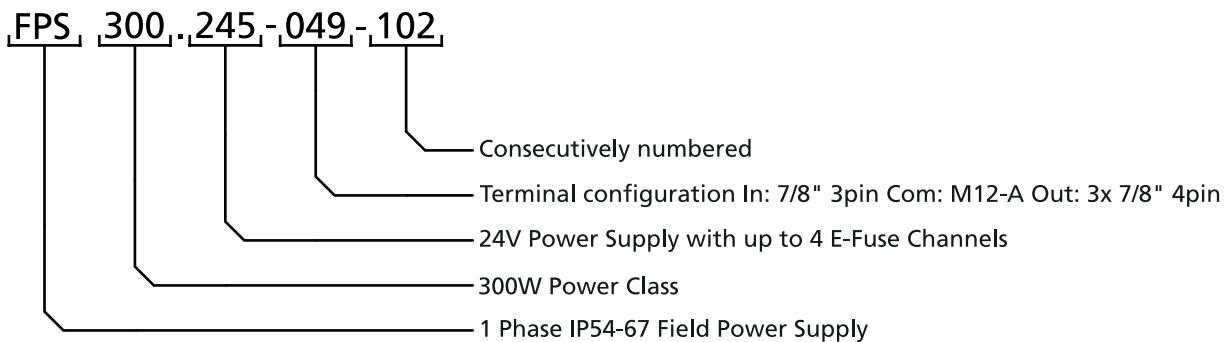 FPS 300.245-049-102
Consecutively numbered
Terminal configuration In: 7/8" 3pin Com: M12-A Out: 3x 7/8" 4pin
24V Power Supply with up to 4 E-Fuse Channels
300W Power Class
1 Phase IP54-67 Field Power Supply